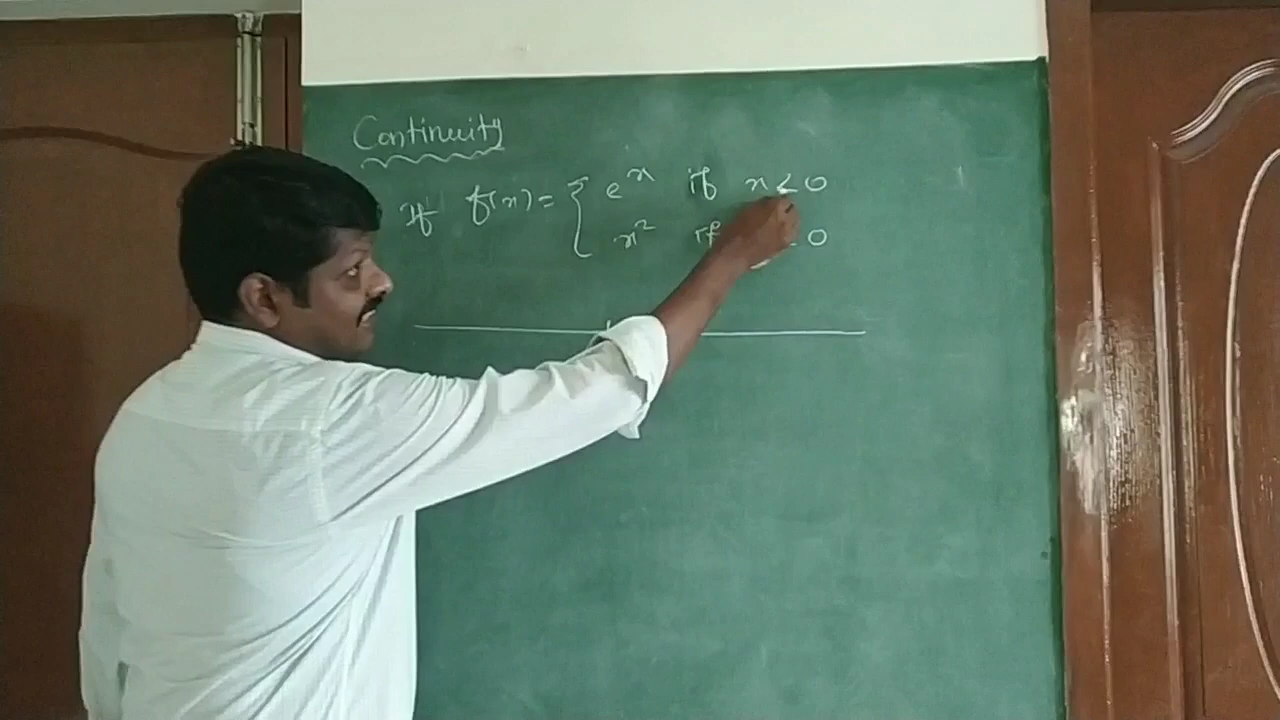 Continuity
If f(x) = { e^x if x < 0
x² if 0